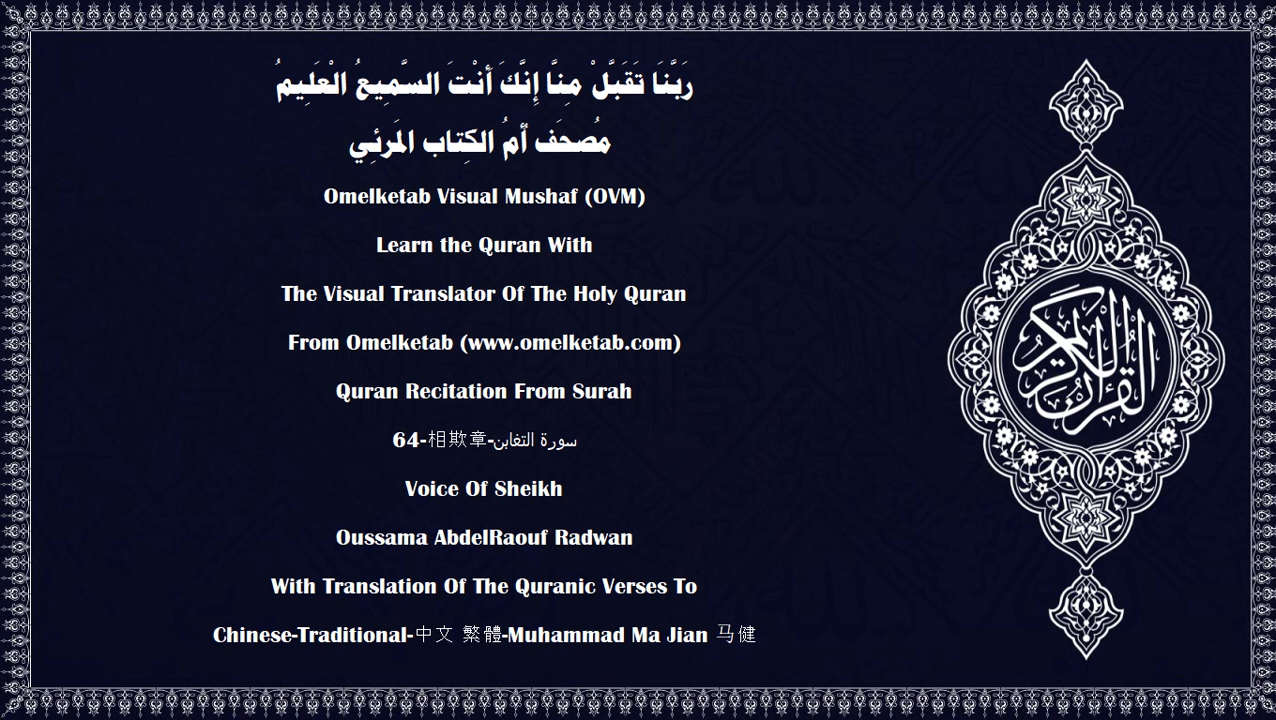 رَبَّنَا تَقَبَّلْ مِنَّا إِنَّكَ أَنْتَ السَّمِيعُ الْعَلِيمُ
مُصحَف أمُ الكِتاب المَرئِي
Omelketab Visual Mushaf (OVM)
Learn the Quran With
The Visual Translator Of The Holy Quran
From Omelketab (www.omelketab.com)
Quran Recitation From Surah
64-相欺章-سورة التغابن
Voice Of Sheikh
Oussama AbdelRaouf Radwan
With Translation Of The Quranic Verses To
Chinese-Traditional-中文 繁體-Muhammad Ma Jian 马健
القرآن الكريم